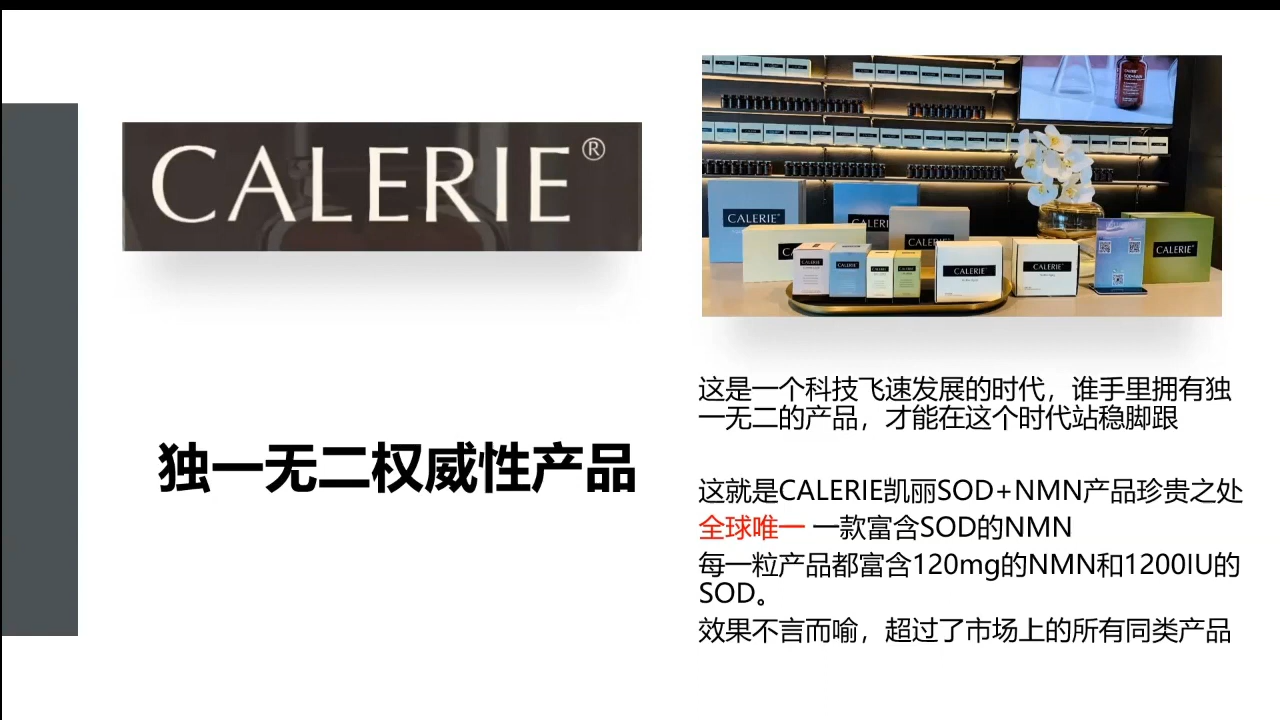 CALERIE®
独一无二权威性产品
CALERIE
CALERIE
CALERIE
CALERIE
CALERIE
CALERIE
这是一个科技飞速发展的时代，谁手里拥有独
一无二的产品，才能在这个时代站稳脚跟
这就是CALERIE凯丽SOD+NMN产品珍贵之处
全球唯一 一款富含SOD的NMN
每一粒产品都富含120mg的NMN和1200IU的
SOD。
效果不言而喻，超过了市场上的所有同类产品